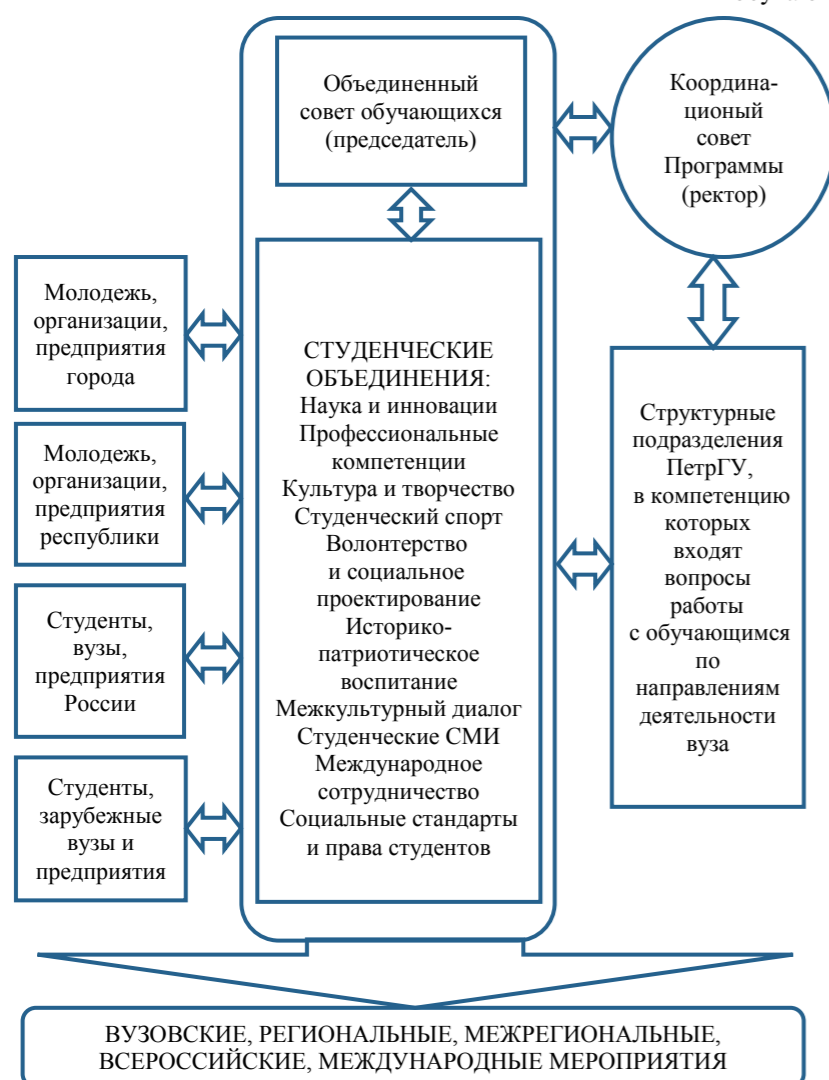 Объединенный
совет обучающихся
(председатель)
Координа-
ционый
совет
Программы
(ректор)
Молодежь,
организации,
предприятия
города
Молодежь,
организации,
предприятия
республики
Студенты,
вузы,
предприятия
России
Студенты,
зарубежные
вузы и
предприятия
СТУДЕНЧЕСКИЕ
ОБЪЕДИНЕНИЯ:
Наука и инновации
Профессиональные
компетенции
Культура и творчество
Студенческий спорт
Волонтерство
и социальное
проектирование
Историко-
патриотическое
воспитание
Межкультурный диалог
Студенческие СМИ
Международное
сотрудничество
Социальные стандарты
и права студентов
Структурные
подразделения
ПетрГУ,
в компетенцию
которых
входят
вопросы
работы
с обучающимся
по
направлениям
деятельности
вуза
ВУЗОВСКИЕ, РЕГИОНАЛЬНЫЕ, МЕЖРЕГИОНАЛЬНЫЕ,
ВСЕРОССИЙСКИЕ, МЕЖДУНАРОДНЫЕ МЕРОПРИЯТИЯ